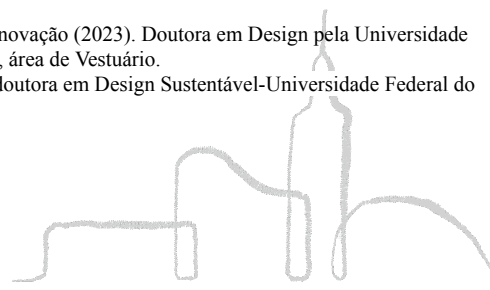 novação (2023). Doutora em Design pela Universidade
, área de Vestuário.
doutora em Design Sustentável-Universidade Federal do